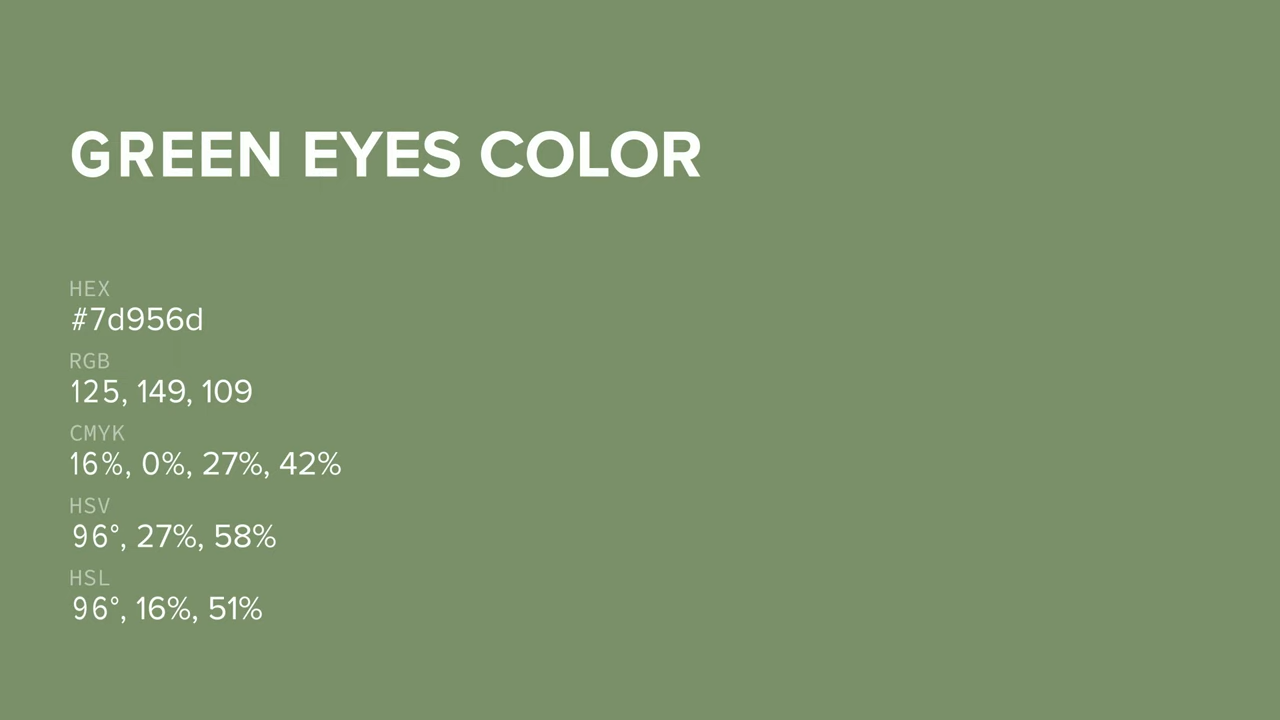 GREEN EYES COLOR
HEX
#7d956d
RGB
125, 149, 109
CMYK
16%, 0%, 27%, 42%
HSV
96°, 27%, 58%
HSL
96°, 16%, 51%